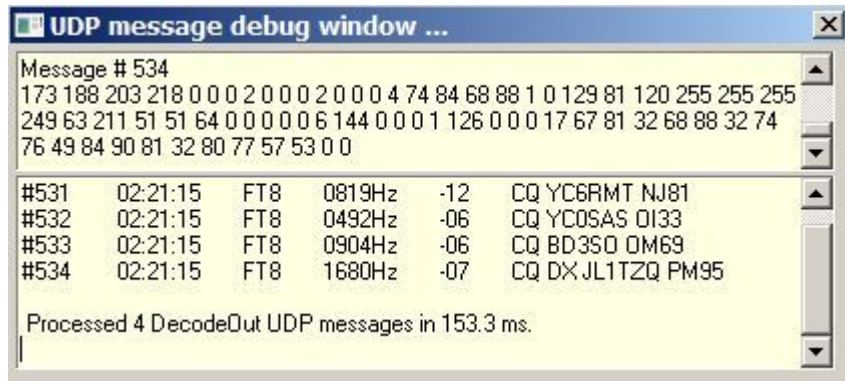 UDP message debug window ...
Message # 534
173 188 203 218 0 0 0 2 0 0 0 2 0 0 0 4 74 84 68 88 1 0 129 81 120 255 255 255
249 63 211 51 51 64 0 0 0 0 0 6 144 0 0 0 1 126 0 0 0 17 67 81 32 68 88 32 74
76 49 84 90 81 32 80 77 57 53 0 0
#531 02:21:15 FT8 0819Hz -12 CQ YC6RMT NJ81
#532 02:21:15 FT8 0492Hz -06 CQ YC0SAS OI33
#533 02:21:15 FT8 0904Hz -06 CQ BD3SO OM69
#534 02:21:15 FT8 1680Hz -07 CQ DX JL1TZQ PM95
Processed 4 DecodeOut UDP messages in 153.3 ms.